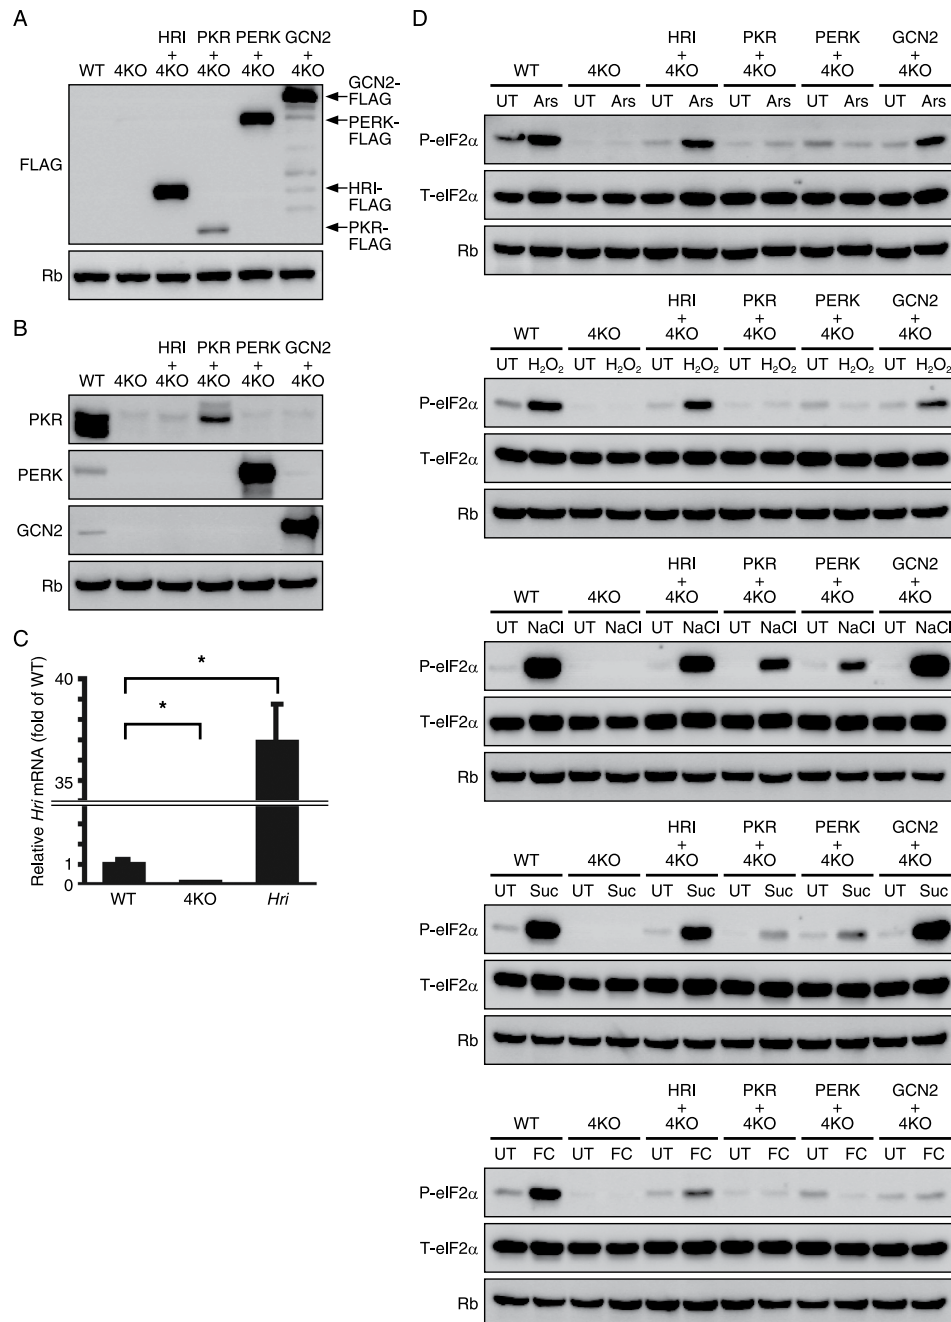 A
HRI PKR PERK GCN2
+ + + +
WT 4KO 4KO 4KO 4KO 4KO
GCN2-
FLAG
PERK-
FLAG
FLAG
HRI-
FLAG
PKR-
FLAG
Rb
B
HRI PKR PERK GCN2
+ + + +
WT 4KO 4KO 4KO 4KO 4KO
PKR
PERK
GCN2
Rb
C
Relative Hri mRNA (fold of WT)
40
35
1
0
*
*
WT 4KO Hri
D
HRI PKR PERK GCN2
+ + + +
WT 4KO 4KO 4KO 4KO 4KO
UT Ars UT Ars UT Ars UT Ars UT Ars UT Ars
P-eIF2α
T-eIF2α
Rb
HRI PKR PERK GCN2
+ + + +
WT 4KO 4KO 4KO 4KO 4KO
UT H₂O₂ UT H₂O₂ UT H₂O₂ UT H₂O₂ UT H₂O₂ UT H₂O₂
P-eIF2α
T-eIF2α
Rb
HRI PKR PERK GCN2
+ + + +
WT 4KO 4KO 4KO 4KO 4KO
UT NaCl UT NaCl UT NaCl UT NaCl UT NaCl UT NaCl
P-eIF2α
T-eIF2α
Rb
HRI PKR PERK GCN2
+ + + +
WT 4KO 4KO 4KO 4KO 4KO
UT Suc UT Suc UT Suc UT Suc UT Suc UT Suc
P-eIF2α
T-eIF2α
Rb
HRI PKR PERK GCN2
+ + + +
WT 4KO 4KO 4KO 4KO 4KO
UT FC UT FC UT FC UT FC UT FC UT FC
P-eIF2α
T-eIF2α
Rb